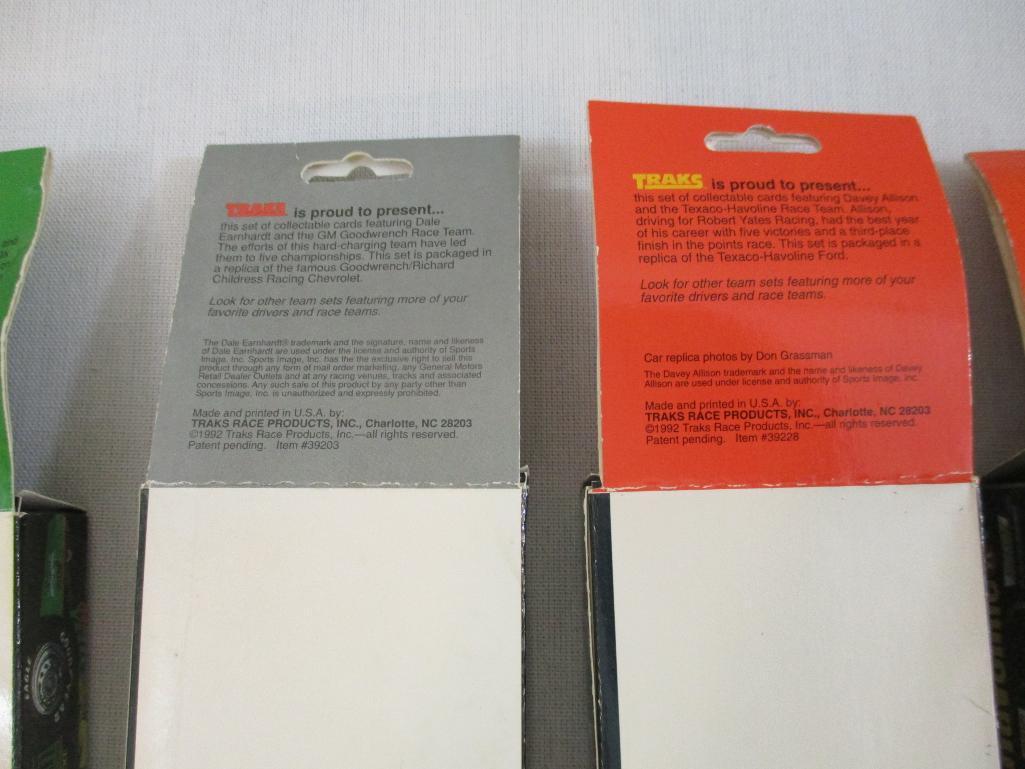 and
TRAKS is proud to present...
this set of collectable cards featuring Dale
Earnhardt and the GM Goodwrench Race Team.
The efforts of this hard-charging team have led
them to five championships. This set is packaged in
a replica of the famous Goodwrench/Richard
Childress Racing Chevrolet.
Look for other team sets featuring more of your
favorite drivers and race teams.
The Dale Earnhardt® trademark and the signature, name and likeness
of Dale Earnhardt are used under the license and authority of Sports
Image, Inc. Sports Image, Inc. has the the exclusive right to sell this
product through any form of mail order marketing, any General Motors
Retail Dealer Outlets and at any racing venues, tracks and associated
concessions. Any such sale of this product by any party other than
Sports Image, Inc. is unauthorized and expressly prohibited.
Made and printed in U.S.A. by:
TRAKS RACE PRODUCTS, INC., Charlotte, NC 28203
©1992 Traks Race Products, Inc.—all rights reserved.
Patent pending. Item #39203
TRAKS is proud to present...
this set of collectable cards featuring Davey Allison
and the Texaco-Havoline Race Team. Allison,
driving for Robert Yates Racing, had the best year
of his career with five victories and a third-place
finish in the points race. This set is packaged in a
replica of the Texaco-Havoline Ford.
Look for other team sets featuring more of your
favorite drivers and race teams.
Car replica photos by Don Grassman
The Davey Allison trademark and the name and likeness of Davey
Allison are used under license and authority of Sports Image, Inc.
Made and printed in U.S.A. by:
TRAKS RACE PRODUCTS, INC., Charlotte, NC 28203
©1992 Traks Race Products, Inc.—all rights reserved.
Patent pending. Item #39228
EAGLE